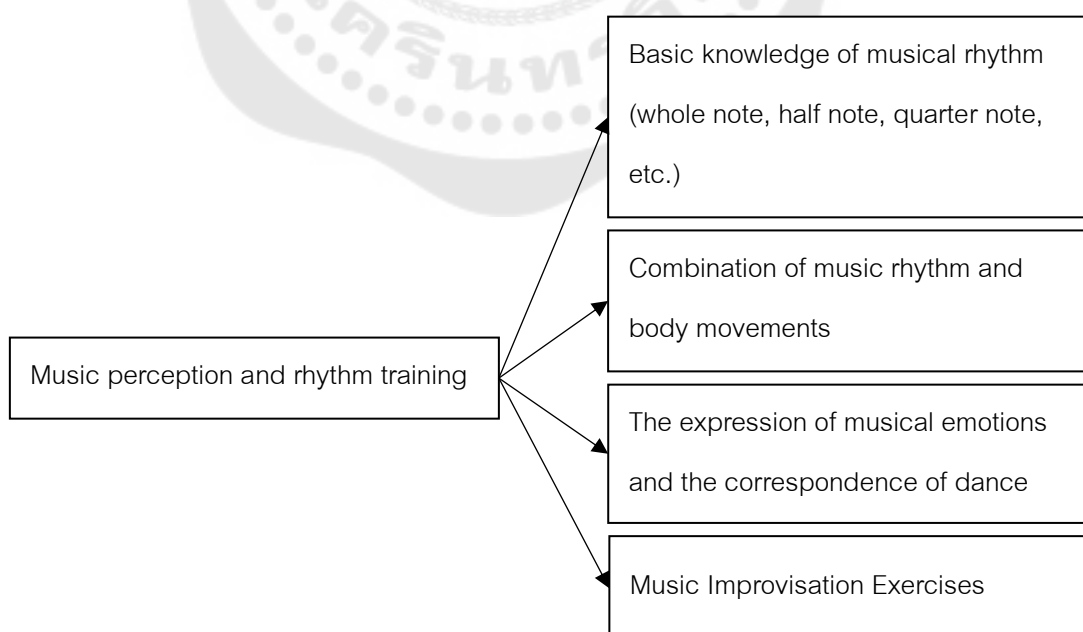 Basic knowledge of musical rhythm
(whole note, half note, quarter note,
etc.)
Combination of music rhythm and
body movements
Music perception and rhythm training
The expression of musical emotions
and the correspondence of dance
Music Improvisation Exercises